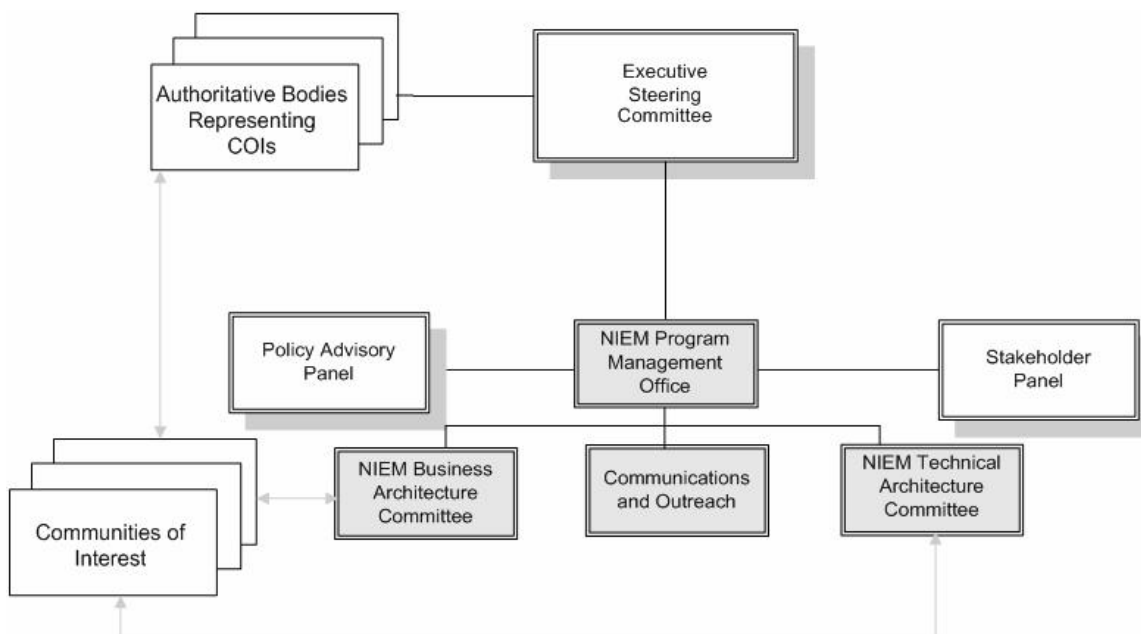 Authoritative Bodies
Representing
COIs
Executive
Steering
Committee
Policy Advisory
Panel
NIEM Program
Management
Office
Stakeholder
Panel
NIEM Business
Architecture
Committee
Communications
and Outreach
NIEM Technical
Architecture
Committee
Communities of
Interest